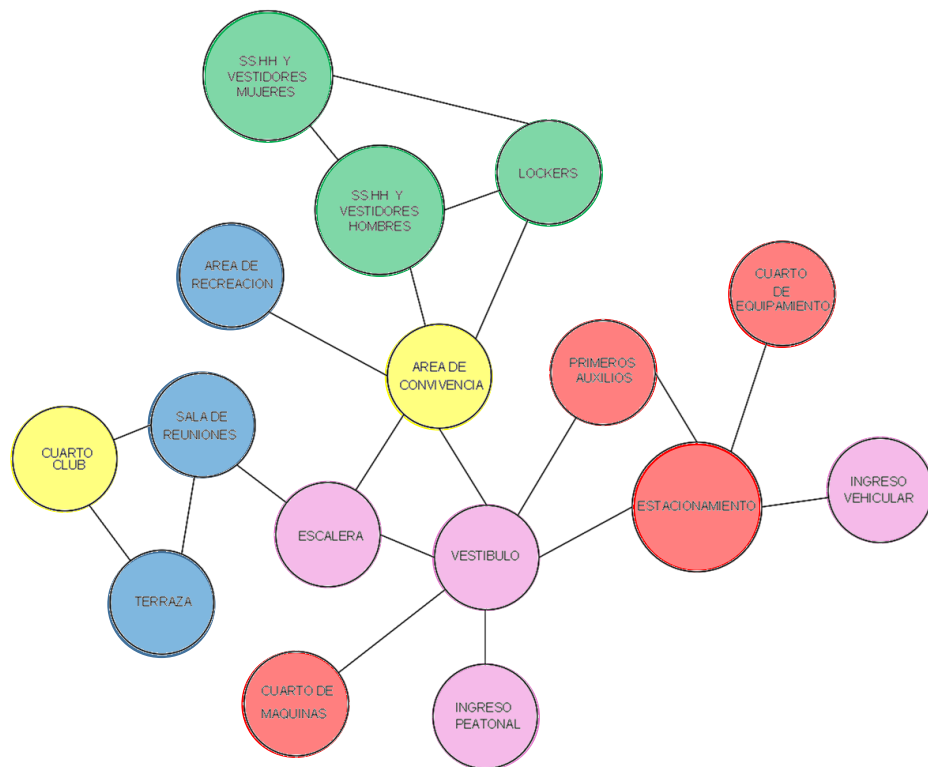 SS.HH Y
VESTIDORES
MUJERES
LOCKERS
SS.HH Y
VESTIDORES
HOMBRES
AREA DE
RECREACION
CUARTO
DE
EQUIPAMIENTO
AREA DE
CONVIVENCIA
PRIMEROS
AUXILIOS
SALA DE
REUNIONES
CUARTO
CLUB
INGRESO
VEHICULAR
ESTACIONAMIENTO
ESCALERA
VESTIBULO
TERRAZA
CUARTO DE
MAQUINAS
INGRESO
PEATONAL